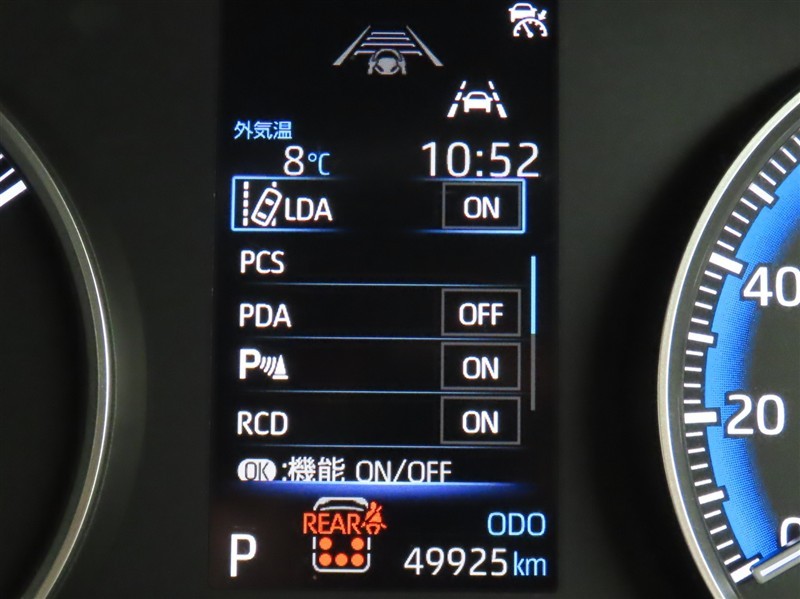 外気温
8°C 10:52
LDA ON
PCS
PDA OFF
P ON
RCD ON
OK:機能 ON/OFF
REAR
ODO
P 49925km
40
20
0